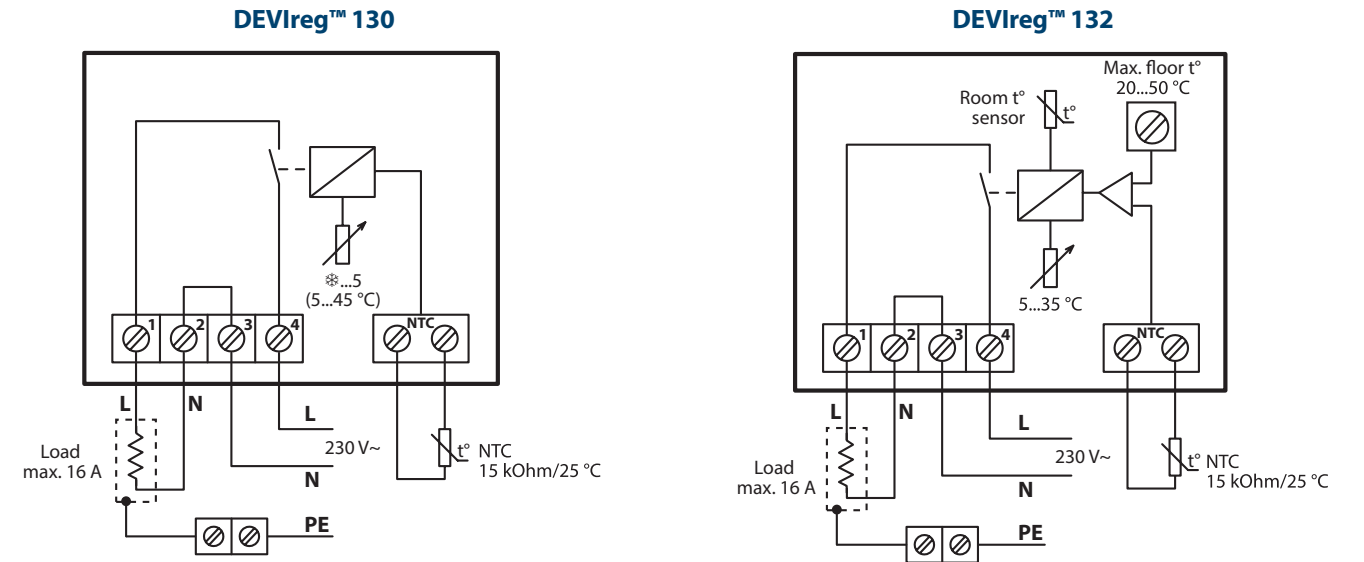 DEVIreg™ 130
❄...5
(5...45 °C)
1
2
3
4
NTC
L
N
L
230 V~
N
Load
max. 16 A
t°
NTC
15 kOhm/25 °C
PE
DEVIreg™ 132
Max. floor t°
20...50 °C
Room t°
sensor
t°
5...35 °C
1
2
3
4
NTC
L
N
L
230 V~
N
Load
max. 16 A
t°
NTC
15 kOhm/25 °C
PE